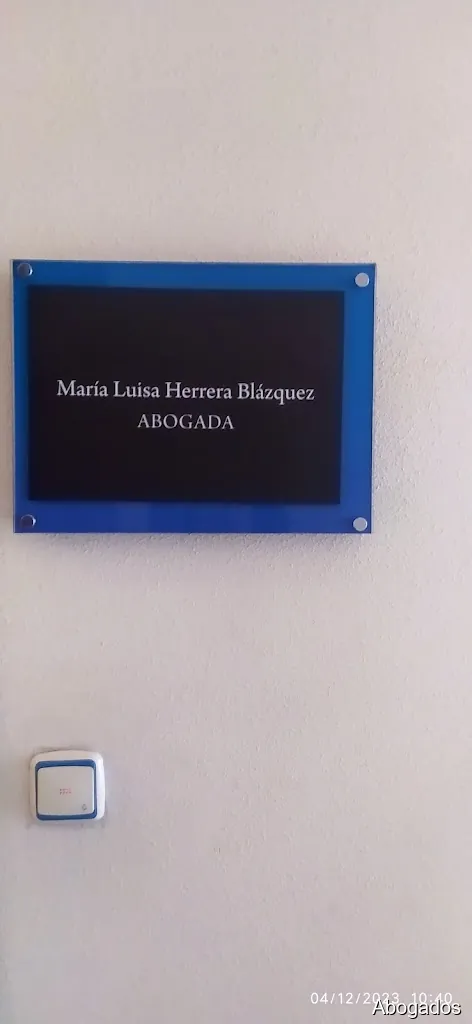 María Luisa Herrera Blázquez
ABOGADA
04/12/2023 10:40
Abogados